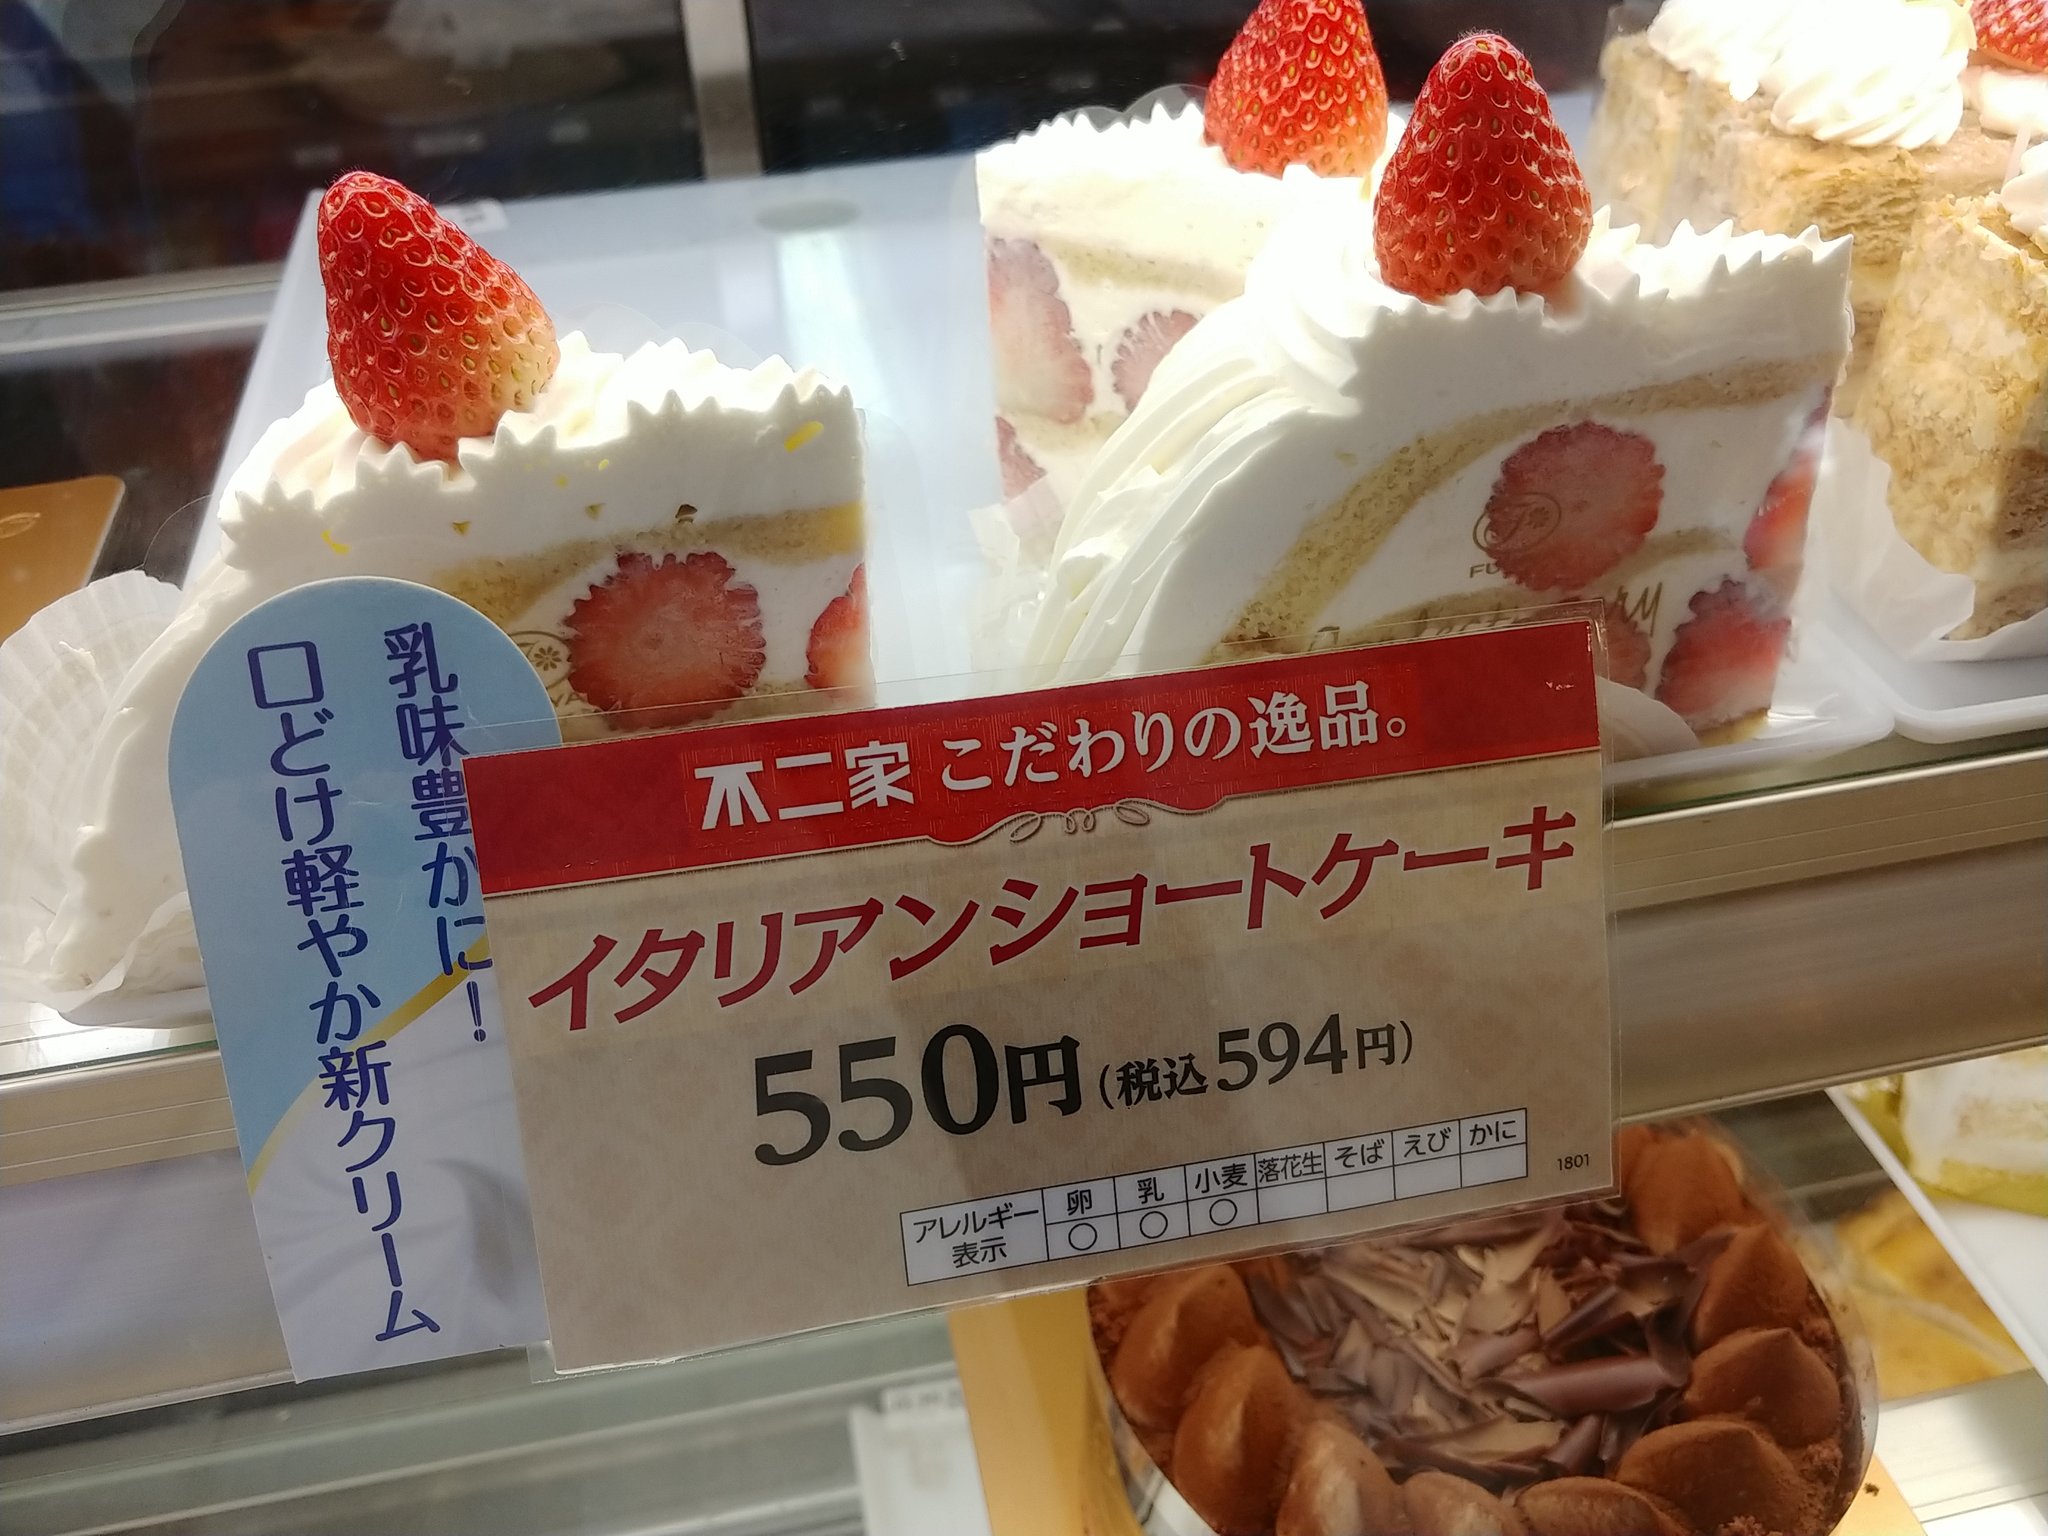 乳味豊かに！
口どけ軽やか新クリーム
不二家 こだわりの逸品。
イタリアンショートケーキ
550円(税込594円)
アレルギー表示 卵 乳 小麦 落花生 そば えび かに
○ ○ ○
1801